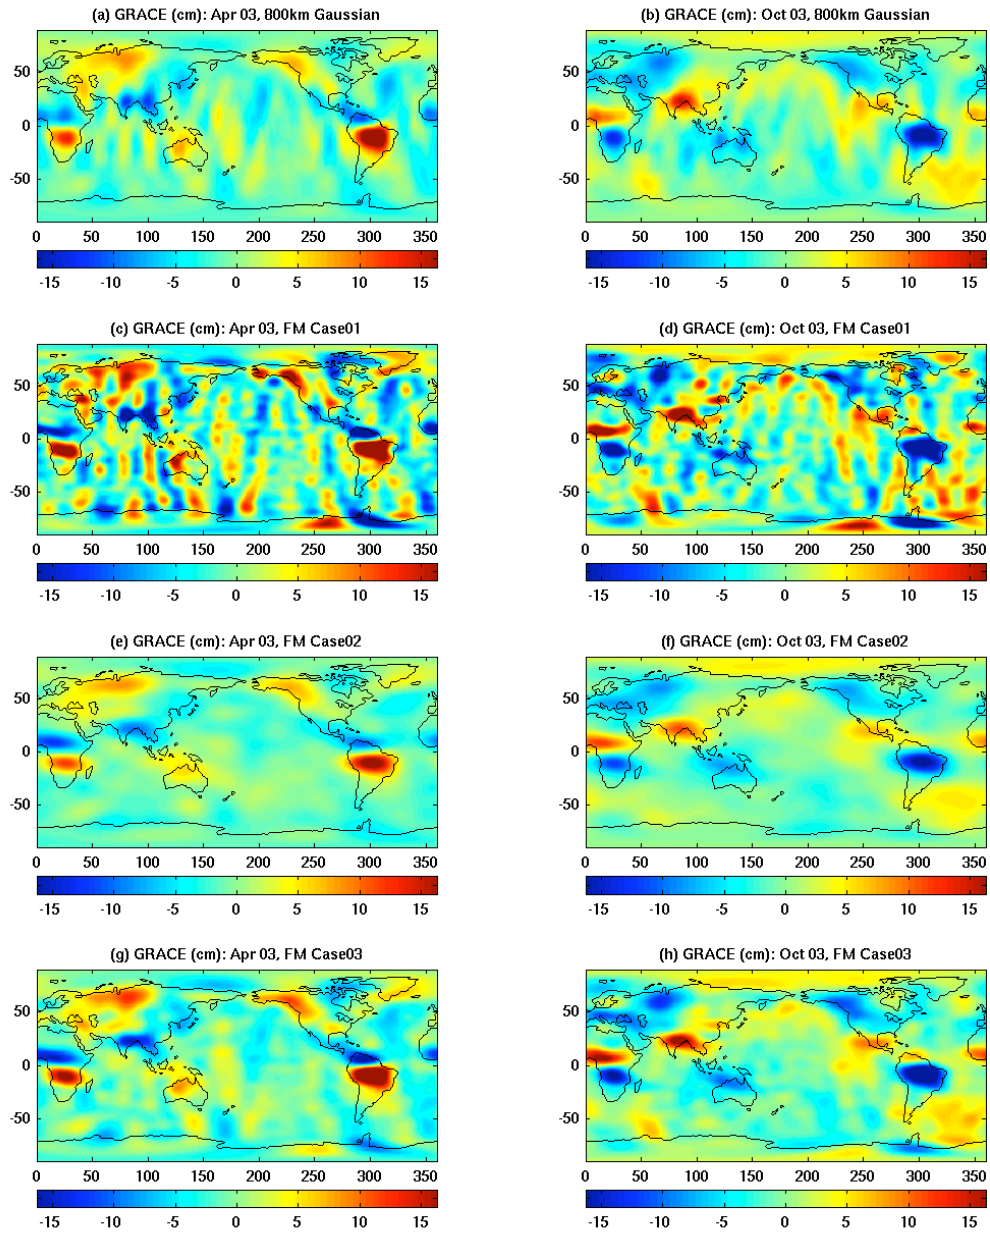 (a) GRACE (cm): Apr 03, 800km Gaussian
(b) GRACE (cm): Oct 03, 800km Gaussian
50
0
-50
50
0
-50
0 50 100 150 200 250 300 350
0 50 100 150 200 250 300 350
-15 -10 -5 0 5 10 15
-15 -10 -5 0 5 10 15
(c) GRACE (cm): Apr 03, FM Case01
(d) GRACE (cm): Oct 03, FM Case01
50
0
-50
50
0
-50
0 50 100 150 200 250 300 350
0 50 100 150 200 250 300 350
-15 -10 -5 0 5 10 15
-15 -10 -5 0 5 10 15
(e) GRACE (cm): Apr 03, FM Case02
(f) GRACE (cm): Oct 03, FM Case02
50
0
-50
50
0
-50
0 50 100 150 200 250 300 350
0 50 100 150 200 250 300 350
-15 -10 -5 0 5 10 15
-15 -10 -5 0 5 10 15
(g) GRACE (cm): Apr 03, FM Case03
(h) GRACE (cm): Oct 03, FM Case03
50
0
-50
50
0
-50
0 50 100 150 200 250 300 350
0 50 100 150 200 250 300 350
-15 -10 -5 0 5 10 15
-15 -10 -5 0 5 10 15